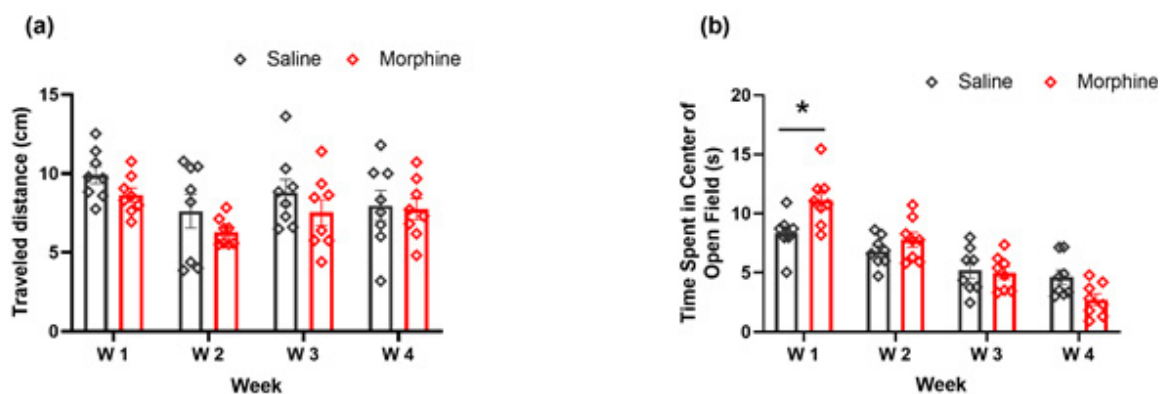 (a)
Saline Morphine
Traveled distance (cm)
15
10
5
0
W 1 W 2 W 3 W 4
Week
(b)
Saline Morphine
Time Spent in Center of
Open Field (s)
20
15
10
5
0
*
W 1 W 2 W 3 W 4
Week